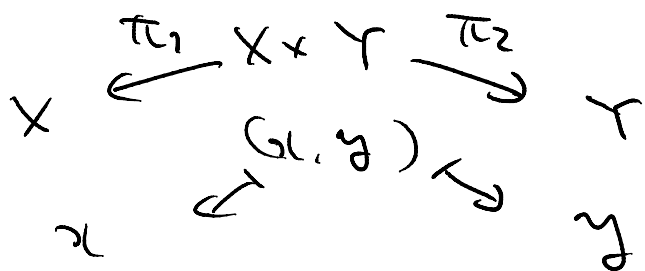 π₁ X × Y π₂
X Y
(x, y)
x y